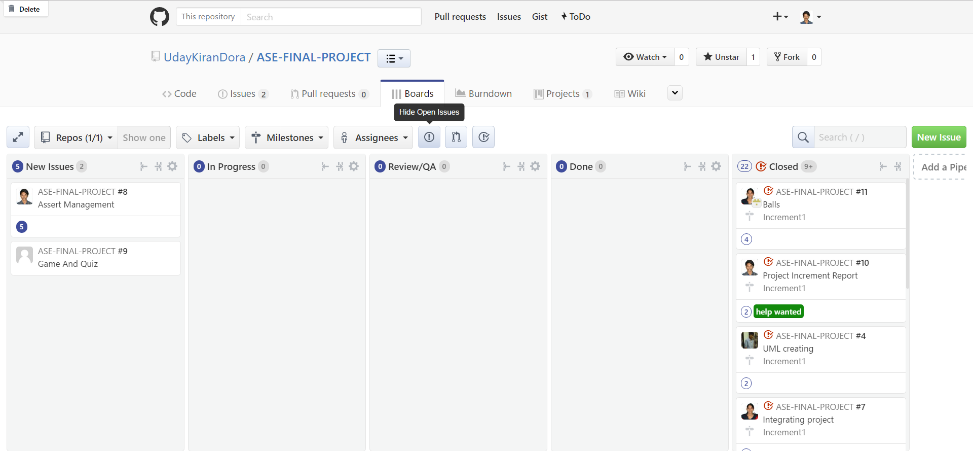 Delete
This repository Search
Pull requests Issues Gist ToDo
UdayKiranDora / ASE-FINAL-PROJECT
Watch 0 Unstar 1 Fork 0
Code Issues 2 Pull requests 0 Boards Burndown Projects 1 Wiki
Hide Open Issues
Repos (1/1) Show one Labels Milestones Assignees Search ( / ) New Issue
5 New Issues 2
ASE-FINAL-PROJECT #8
Assert Management
5
ASE-FINAL-PROJECT #9
Game And Quiz
0 In Progress 0
0 Review/QA 0
0 Done 0
22 Closed 9+
ASE-FINAL-PROJECT #11
Balls
Increment1
4
ASE-FINAL-PROJECT #10
Project Increment Report
Increment1
2 help wanted
ASE-FINAL-PROJECT #4
UML creating
Increment1
2
ASE-FINAL-PROJECT #7
Integrating project
Increment1
Add a Pipe